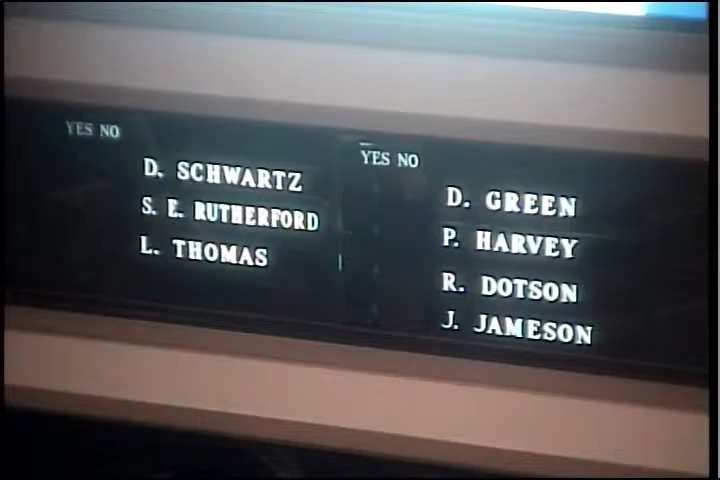 YES NO
D. SCHWARTZ
S. E. RUTHERFORD
L. THOMAS
YES NO
D. GREEN
P. HARVEY
R. DOTSON
J. JAMESON